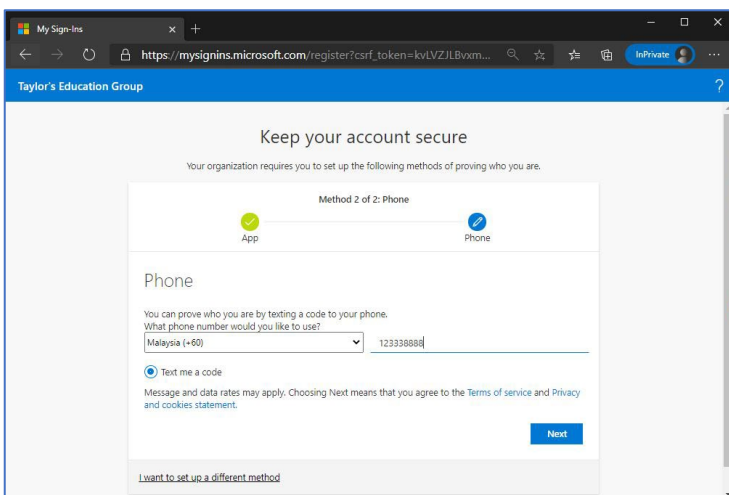 My Sign-Ins
https://mysignins.microsoft.com/register?csrf_token=kvLVZJLBvxm...
InPrivate
Taylor's Education Group
?
Keep your account secure
Your organization requires you to set up the following methods of proving who you are.
Method 2 of 2: Phone
App
Phone
Phone
You can prove who you are by texting a code to your phone.
What phone number would you like to use?
Malaysia (+60)
123338888
Text me a code
Message and data rates may apply. Choosing Next means that you agree to the Terms of service and Privacy
and cookies statement.
Next
I want to set up a different method